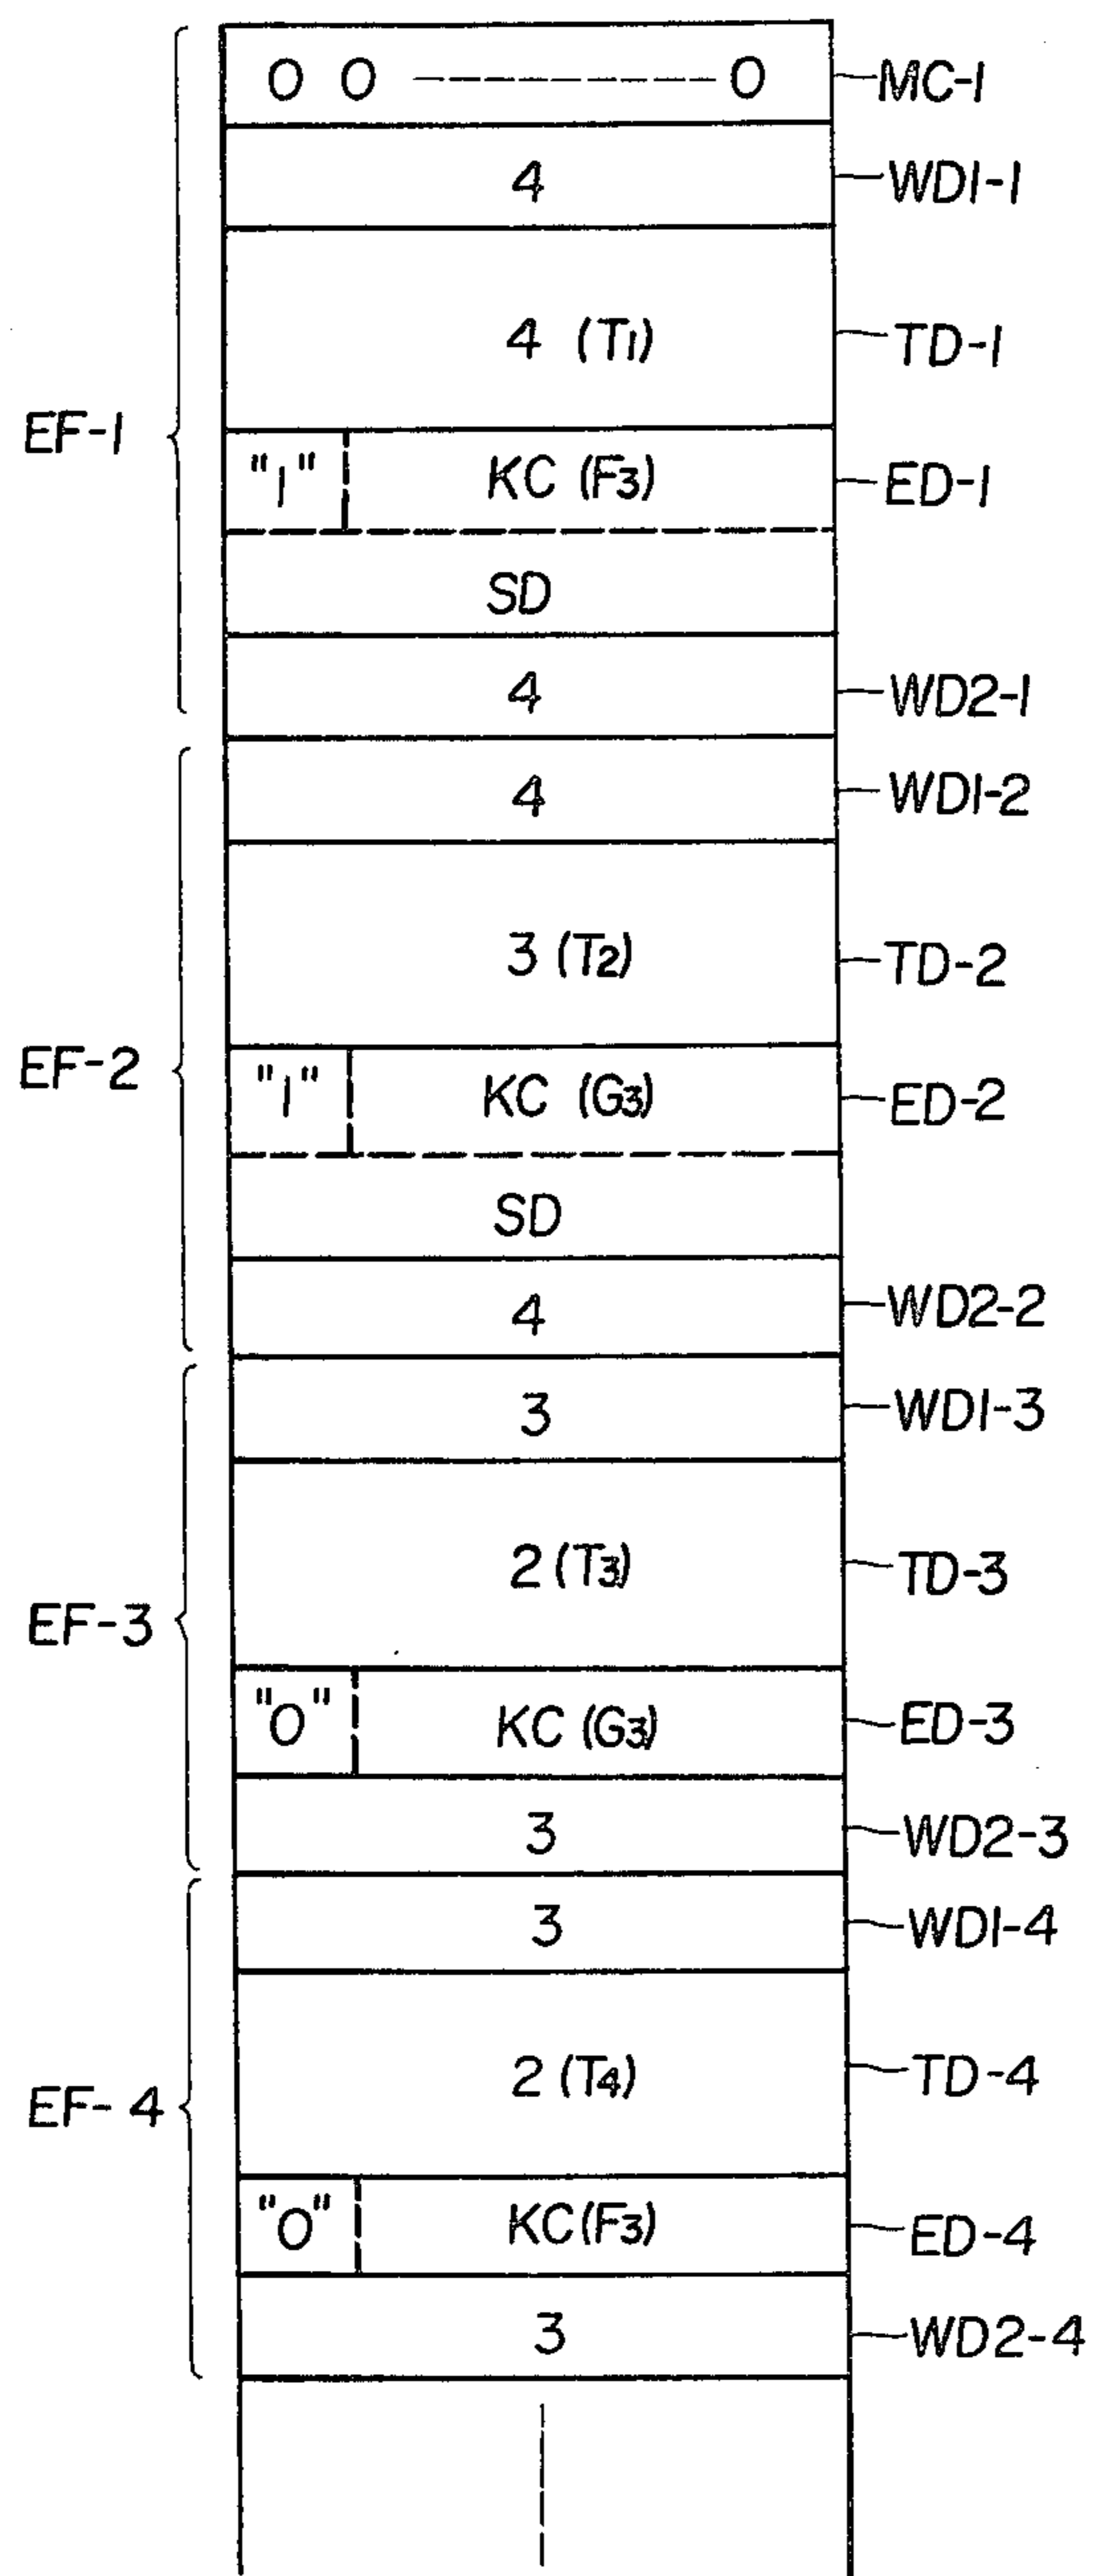 0 0 0 MC-1
4 WD1-1
4 (T1) TD-1
EF-1
"1" KC (F3) ED-1
SD
4 WD2-1
4 WD1-2
3 (T2) TD-2
EF-2
"1" KC (G3) ED-2
SD
4 WD2-2
3 WD1-3
2 (T3) TD-3
EF-3
"0" KC (G3) ED-3
3 WD2-3
3 WD1-4
2 (T4) TD-4
EF-4
"0" KC (F3) ED-4
3 WD2-4